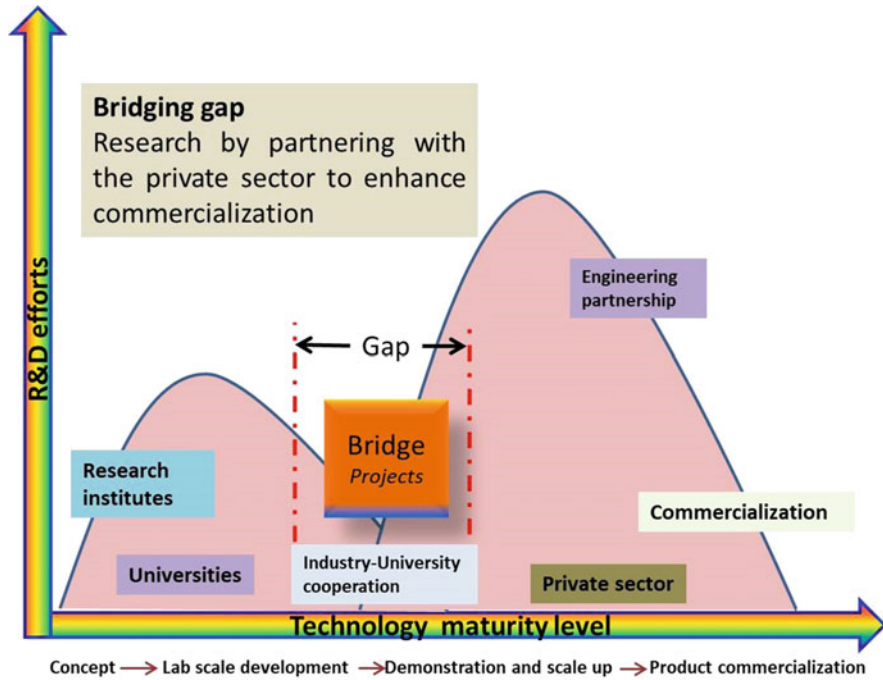 Bridging gap
Research by partnering with
the private sector to enhance
commercialization
R&D efforts
Engineering
partnership
Gap
Bridge
Projects
Research
institutes
Commercialization
Universities
Industry-University
cooperation
Private sector
Technology maturity level
Concept → Lab scale development → Demonstration and scale up → Product commercialization